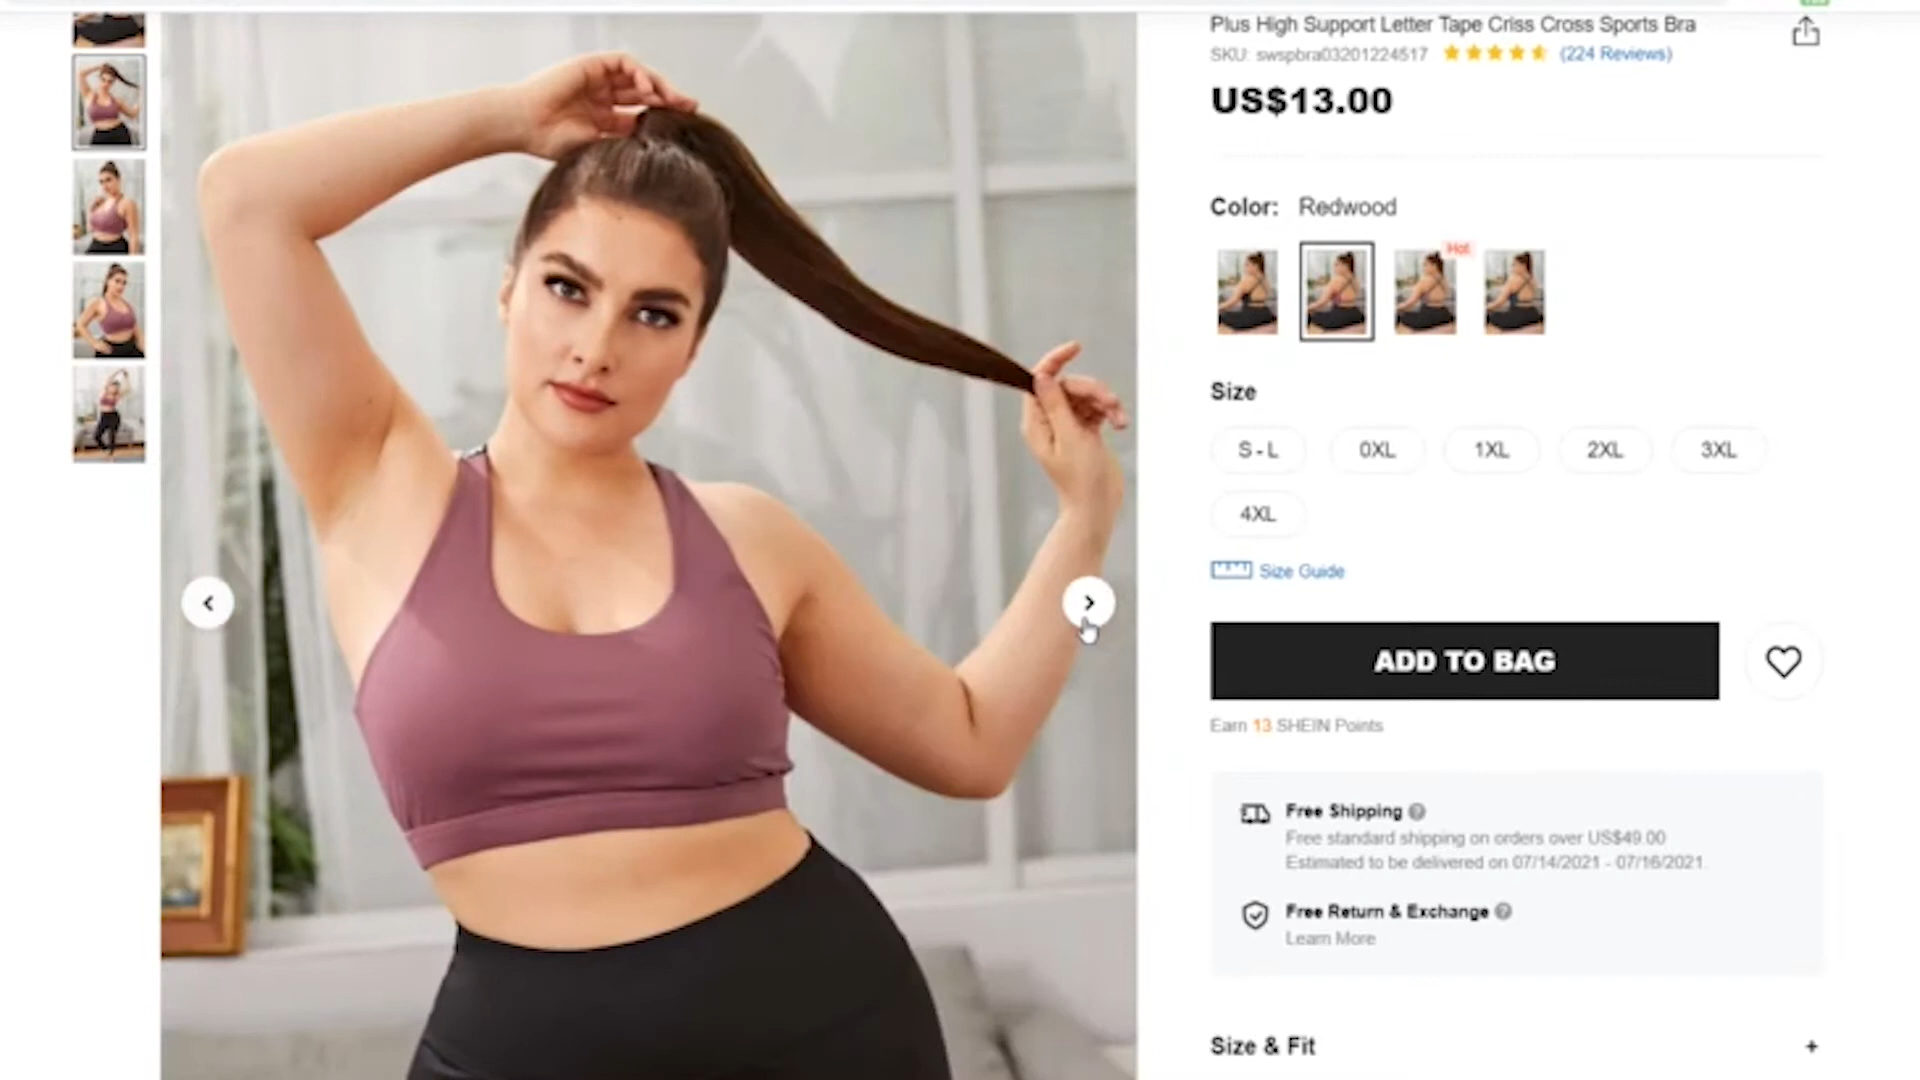 Plus High Support Letter Tape Criss Cross Sports Bra
SKU: swspbra03201224517 (224 Reviews)
US$13.00
Color: Redwood
Hot
Size
S - L 0XL 1XL 2XL 3XL
4XL
Size Guide
ADD TO BAG
Earn 13 SHEIN Points
Free Shipping ?
Free standard shipping on orders over US$49.00
Estimated to be delivered on 07/14/2021 - 07/16/2021.
Free Return & Exchange ?
Learn More
Size & Fit +